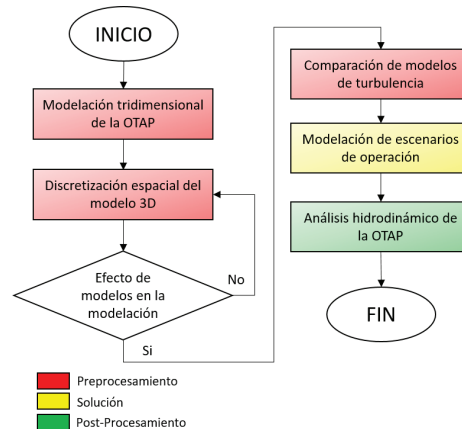 INICIO
Modelación tridimensional
de la OTAP
Discretización espacial del
modelo 3D
Efecto de
modelos en la
modelación
No
Si
Comparación de modelos
de turbulencia
Modelación de escenarios
de operación
Análisis hidrodinámico de
la OTAP
FIN
Preprocesamiento
Solución
Post-Procesamiento